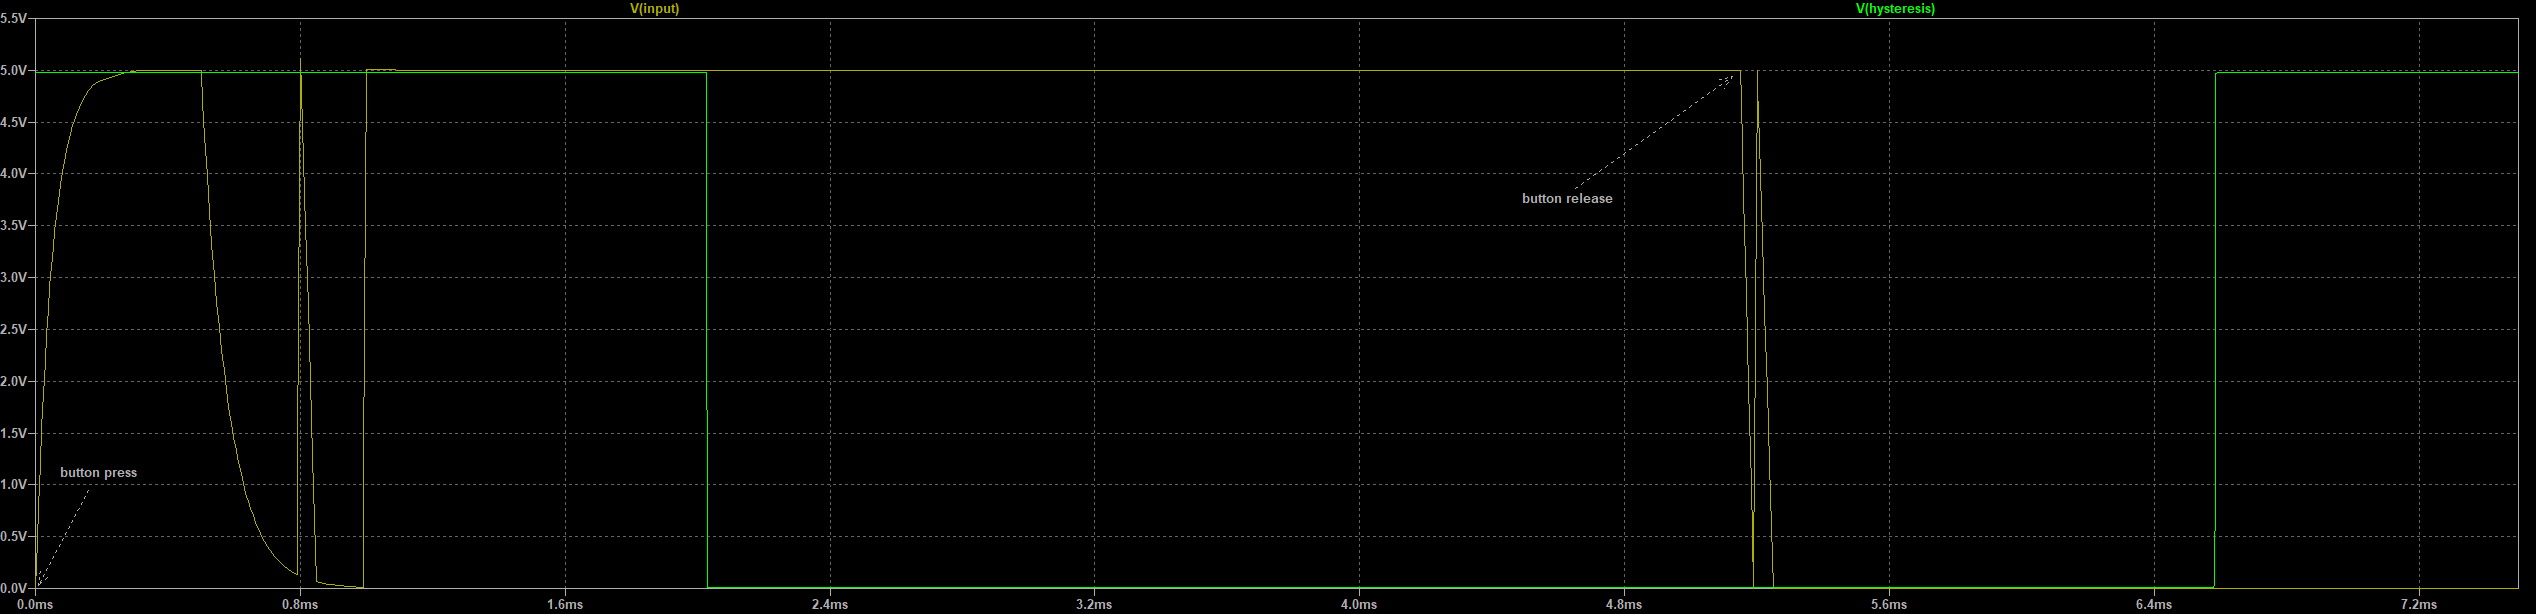 V(input)
V(hysteresis)
5.5V
5.0V
4.5V
4.0V
3.5V
3.0V
2.5V
2.0V
1.5V
1.0V
0.5V
0.0V
button release
button press
0.0ms
0.8ms
1.6ms
2.4ms
3.2ms
4.0ms
4.8ms
5.6ms
6.4ms
7.2ms